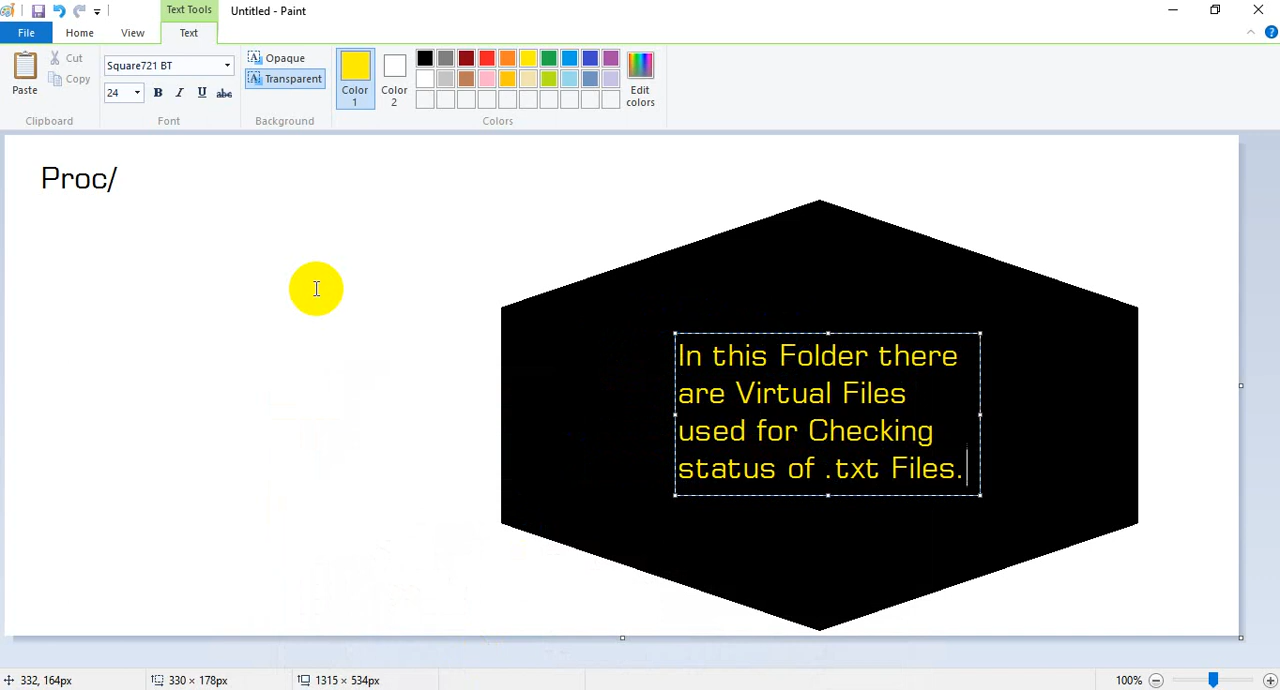 Text Tools
Untitled - Paint
File
Home
View
Text
Paste
Cut
Copy
Clipboard
Square721 BT
24
B
I
U
abc
Font
Opaque
Transparent
Background
Color 1
Color 2
Edit colors
Colors
Proc/
In this Folder there
are Virtual Files
used for Checking
status of .txt Files.
332, 164px
330 × 178px
1315 × 534px
100%